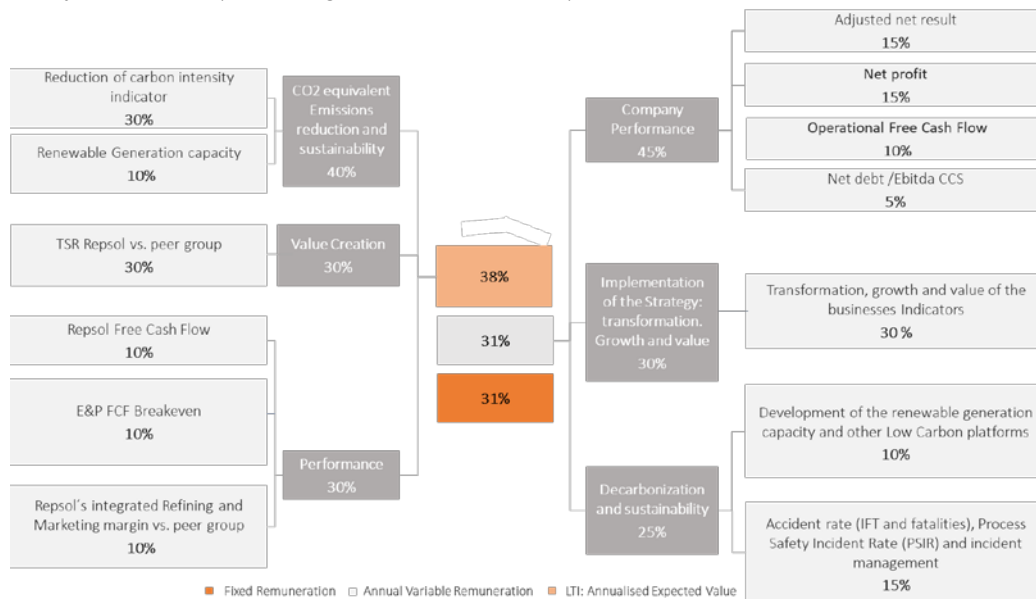 Reduction of carbon intensity
indicator
30%
Renewable Generation capacity
10%
CO2 equivalent
Emissions
reduction and
sustainability
40%
TSR Repsol vs. peer group
30%
Value Creation
30%
Repsol Free Cash Flow
10%
E&P FCF Breakeven
10%
Repsol´s integrated Refining and
Marketing margin vs. peer group
10%
Performance
30%
38%
31%
31%
Company
Performance
45%
Adjusted net result
15%
Net profit
15%
Operational Free Cash Flow
10%
Net debt /Ebitda CCS
5%
Implementation
of the Strategy:
transformation.
Growth and value
30%
Transformation, growth and value of the
businesses Indicators
30 %
Decarbonization
and sustainability
25%
Development of the renewable generation
capacity and other Low Carbon platforms
10%
Accident rate (IFT and fatalities), Process
Safety Incident Rate (PSIR) and incident
management
15%
Fixed Remuneration
Annual Variable Remuneration
LTI: Annualised Expected Value